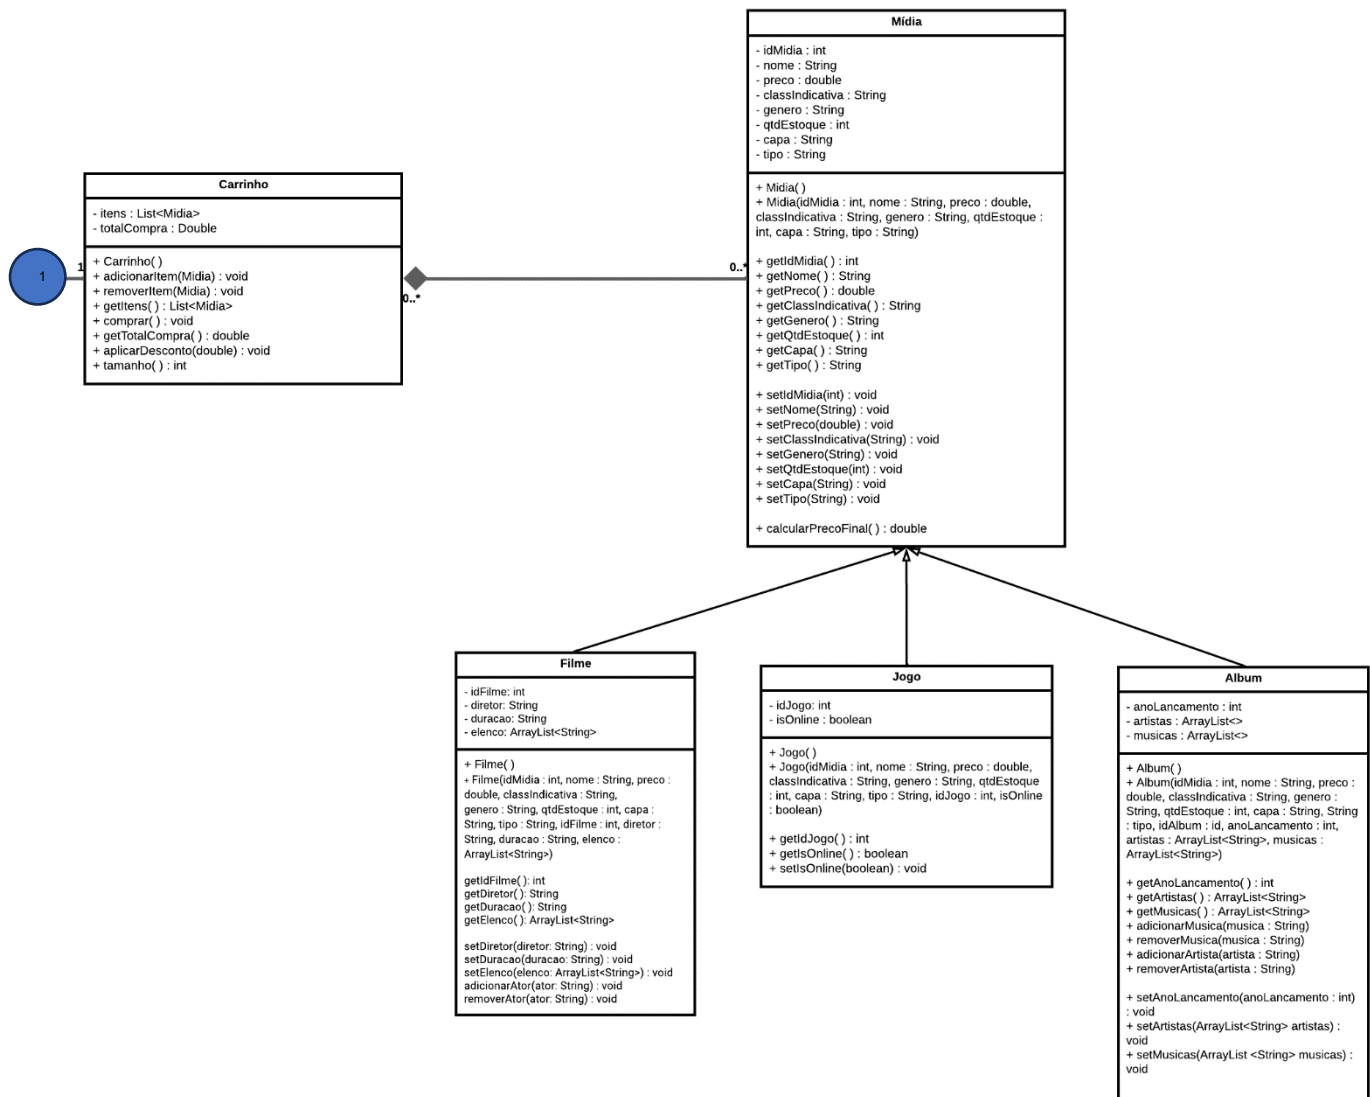 Mídia
- idMidia : int
- nome : String
- preco : double
- classIndicativa : String
- genero : String
- qtdEstoque : int
- capa : String
- tipo : String
+ Midia( )
+ Midia(idMidia : int, nome : String, preco : double,
classIndicativa : String, genero : String, qtdEstoque :
int, capa : String, tipo : String)
+ getIdMidia( ) : int
+ getNome( ) : String
+ getPreco( ) : double
+ getClassIndicativa( ) : String
+ getGenero( ) : String
+ getQtdEstoque( ) : int
+ getCapa( ) : String
+ getTipo( ) : String
+ setIdMidia(int) : void
+ setNome(String) : void
+ setPreco(double) : void
+ setClassIndicativa(String) : void
+ setGenero(String) : void
+ setQtdEstoque(int) : void
+ setCapa(String) : void
+ setTipo(String) : void
+ calcularPrecoFinal( ) : double
Carrinho
- itens : List<Midia>
- totalCompra : Double
+ Carrinho( )
+ adicionarItem(Midia) : void
+ removerItem(Midia) : void
+ getItens( ) : List<Midia>
+ comprar( ) : void
+ getTotalCompra( ) : double
+ aplicarDesconto(double) : void
+ tamanho( ) : int
1
1
0..*
0..*
Filme
- idFilme: int
- diretor: String
- duracao: String
- elenco: ArrayList<String>
+ Filme( )
+ Filme(idMidia : int, nome : String, preco :
double, classIndicativa : String,
genero : String, qtdEstoque : int, capa :
String, tipo : String, idFilme : int, diretor :
String, duracao : String, elenco :
ArrayList<String>)
getIdFilme( ): int
getDiretor( ): String
getDuracao( ): String
getElenco( ): ArrayList<String>
setDiretor(diretor: String) : void
setDuracao(duracao: String) : void
setElenco(elenco: ArrayList<String>) : void
adicionarAtor(ator: String) : void
removerAtor(ator: String) : void
Jogo
- idJogo: int
- isOnline : boolean
+ Jogo( )
+ Jogo(idMidia : int, nome : String, preco : double,
classIndicativa : String, genero : String, qtdEstoque
: int, capa : String, tipo : String, idJogo : int, isOnline
: boolean)
+ getIdJogo( ) : int
+ getIsOnline( ) : boolean
+ setIsOnline(boolean) : void
Album
- anoLancamento : int
- artistas : ArrayList<>
- musicas : ArrayList<>
+ Album( )
+ Album(idMidia : int, nome : String, preco :
double, classIndicativa : String, genero :
String, qtdEstoque : int, capa : String, String
: tipo, idAlbum : id, anoLancamento : int,
artistas : ArrayList<String>, musicas :
ArrayList<String>)
+ getAnoLancamento( ) : int
+ getArtistas( ) : ArrayList<String>
+ getMusicas( ) : ArrayList<String>
+ adicionarMusica(musica : String)
+ removerMusica(musica : String)
+ adicionarArtista(artista : String)
+ removerArtista(artista : String)
+ setAnoLancamento(anoLancamento : int)
: void
+ setArtistas(ArrayList<String> artistas) :
void
+ setMusicas(ArrayList <String> musicas) :
void